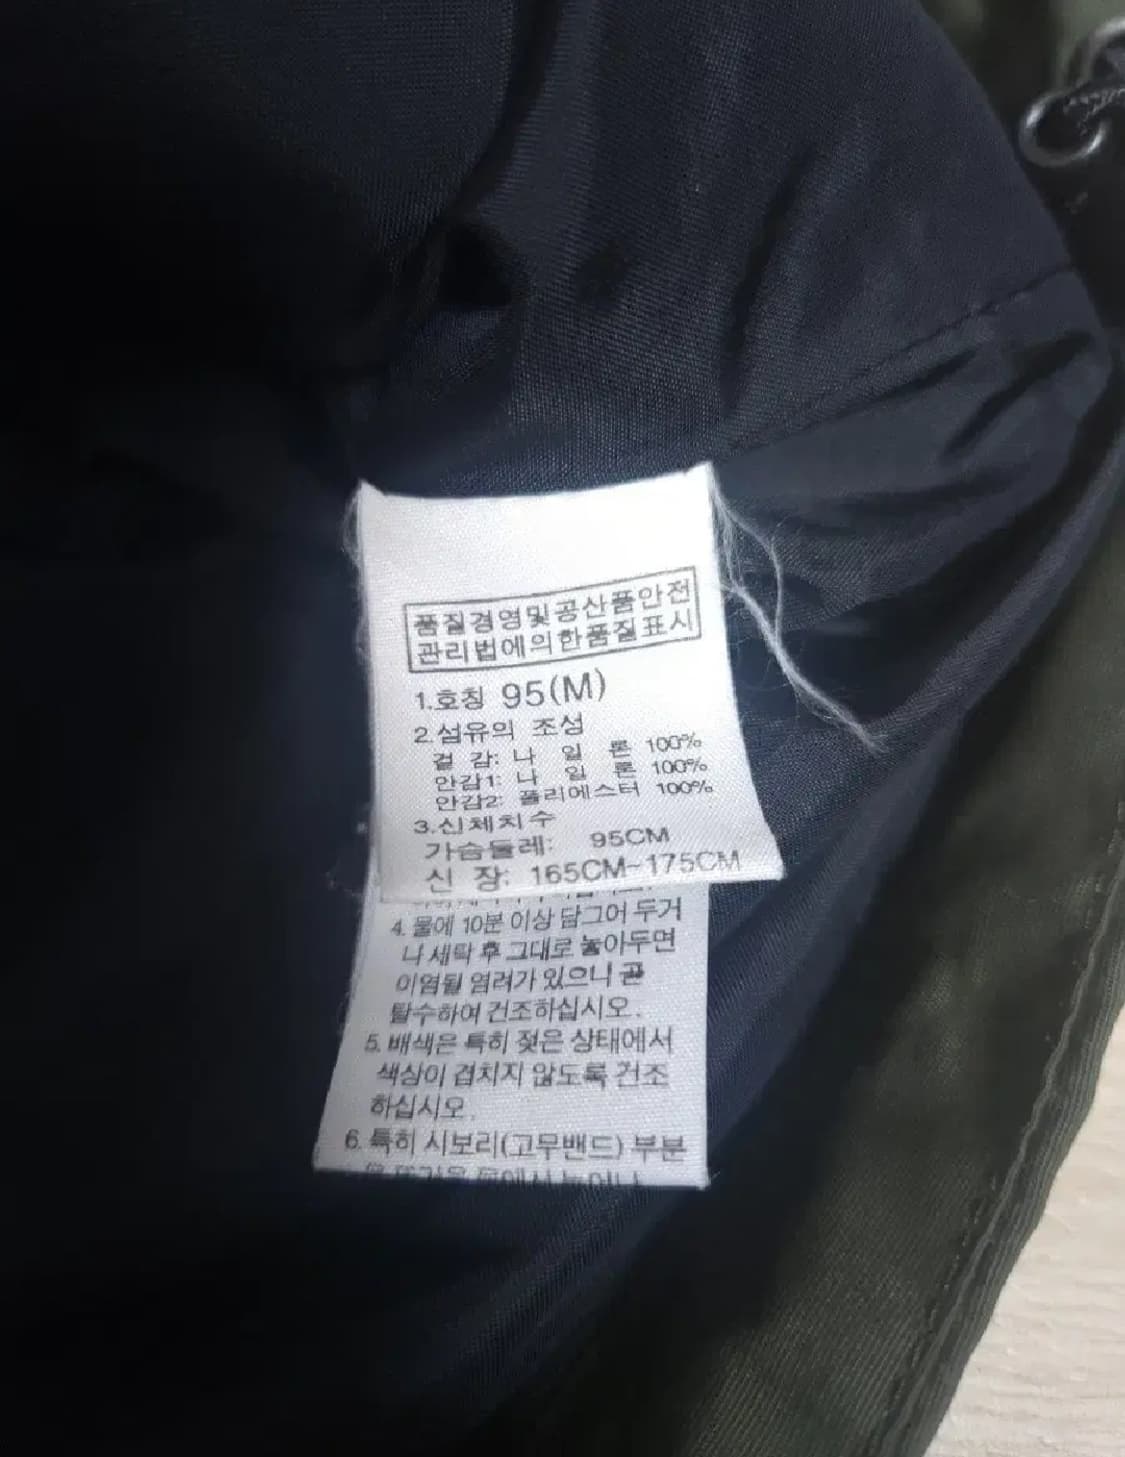 품질경영및공산품안전
관리법에의한품질표시
1.호칭 95(M)
2.섬유의 조성
겉 감: 나 일 론 100%
안감1: 나 일 론 100%
안감2: 폴리에스터 100%
3.신체치수
가슴둘레: 95CM
신 장: 165CM~175CM
4. 물에 10분 이상 담그어 두거
나 세탁 후 그대로 놓아두면
이염될 염려가 있으니 곧
탈수하여 건조하십시오.
5. 배색은 특히 젖은 상태에서
색상이 겹치지 않도록 건조
하십시오.
6. 특히 시보리(고무밴드) 부분